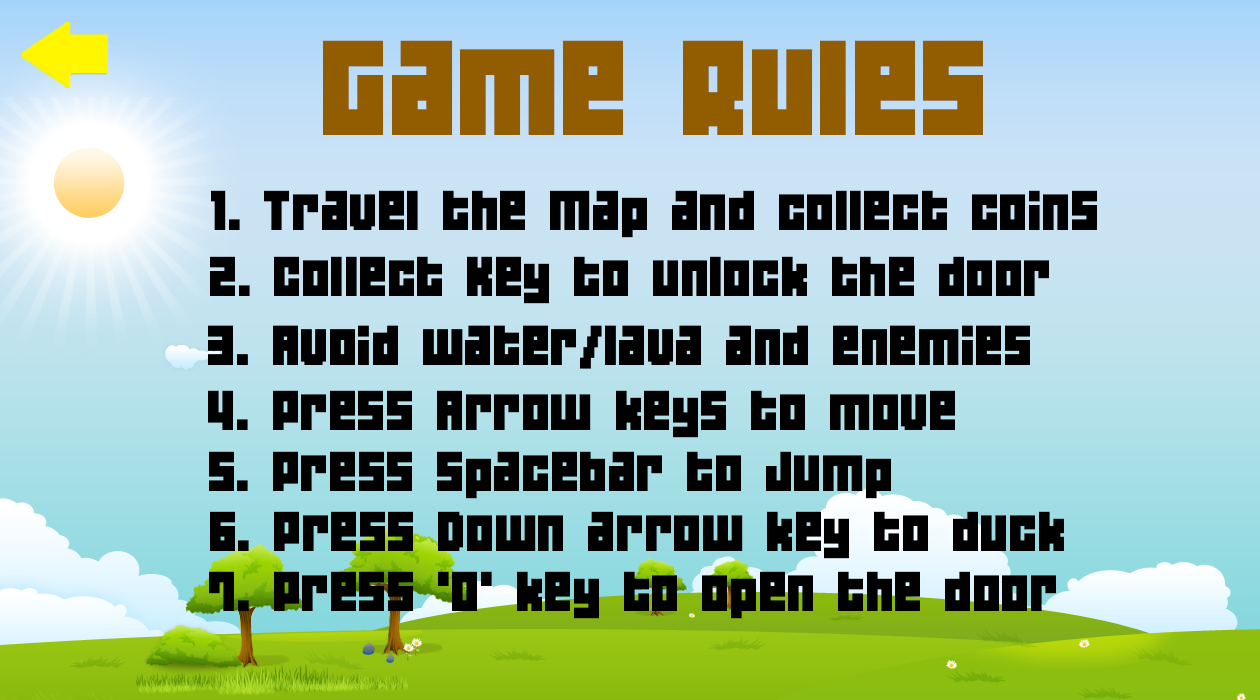 Game Rules
1. Travel the Map and collect coins
2. Collect Key to unlock the door
3. Avoid water/lava and enemies
4. Press Arrow keys to move
5. Press Spacebar to Jump
6. Press Down arrow key to duck
7. Press 'O' key to open the door